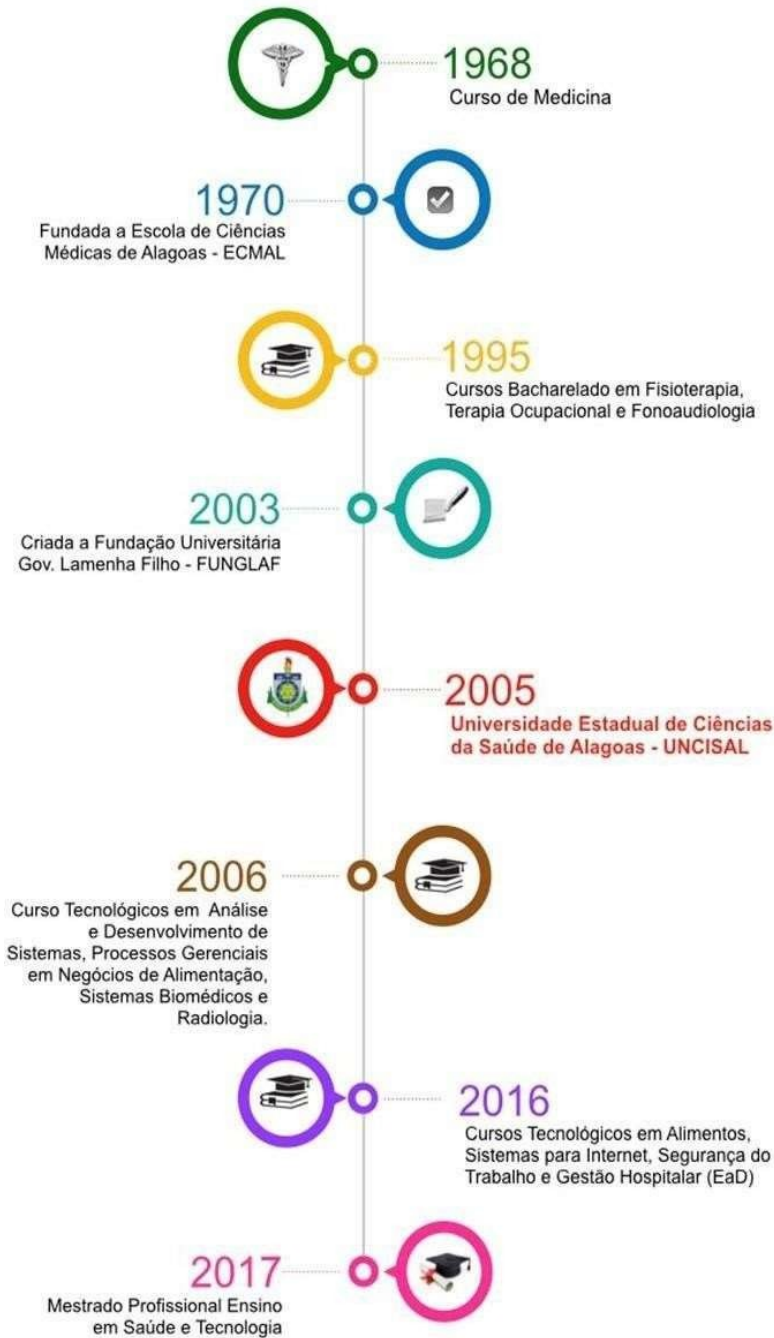 1968
Curso de Medicina
1970
Fundada a Escola de Ciências
Médicas de Alagoas - ECMAL
1995
Cursos Bacharelado em Fisioterapia,
Terapia Ocupacional e Fonoaudiologia
2003
Criada a Fundação Universitária
Gov. Lamenha Filho - FUNGLAF
2005
Universidade Estadual de Ciências
da Saúde de Alagoas - UNCISAL
2006
Curso Tecnológicos em Análise
e Desenvolvimento de
Sistemas, Processos Gerenciais
em Negócios de Alimentação,
Sistemas Biomédicos e
Radiologia.
2016
Cursos Tecnológicos em Alimentos,
Sistemas para Internet, Segurança do
Trabalho e Gestão Hospitalar (EaD)
2017
Mestrado Profissional Ensino
em Saúde e Tecnologia